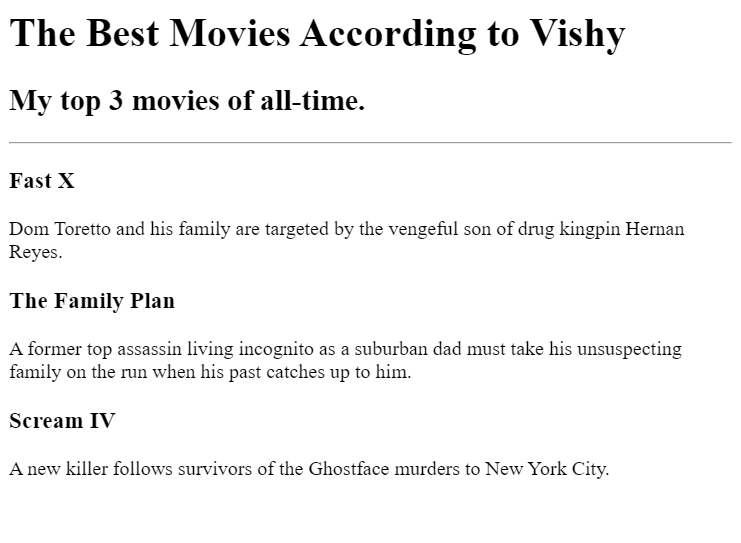 The Best Movies According to Vishy
My top 3 movies of all-time.
Fast X
Dom Toretto and his family are targeted by the vengeful son of drug kingpin Hernan
Reyes.
The Family Plan
A former top assassin living incognito as a suburban dad must take his unsuspecting
family on the run when his past catches up to him.
Scream IV
A new killer follows survivors of the Ghostface murders to New York City.